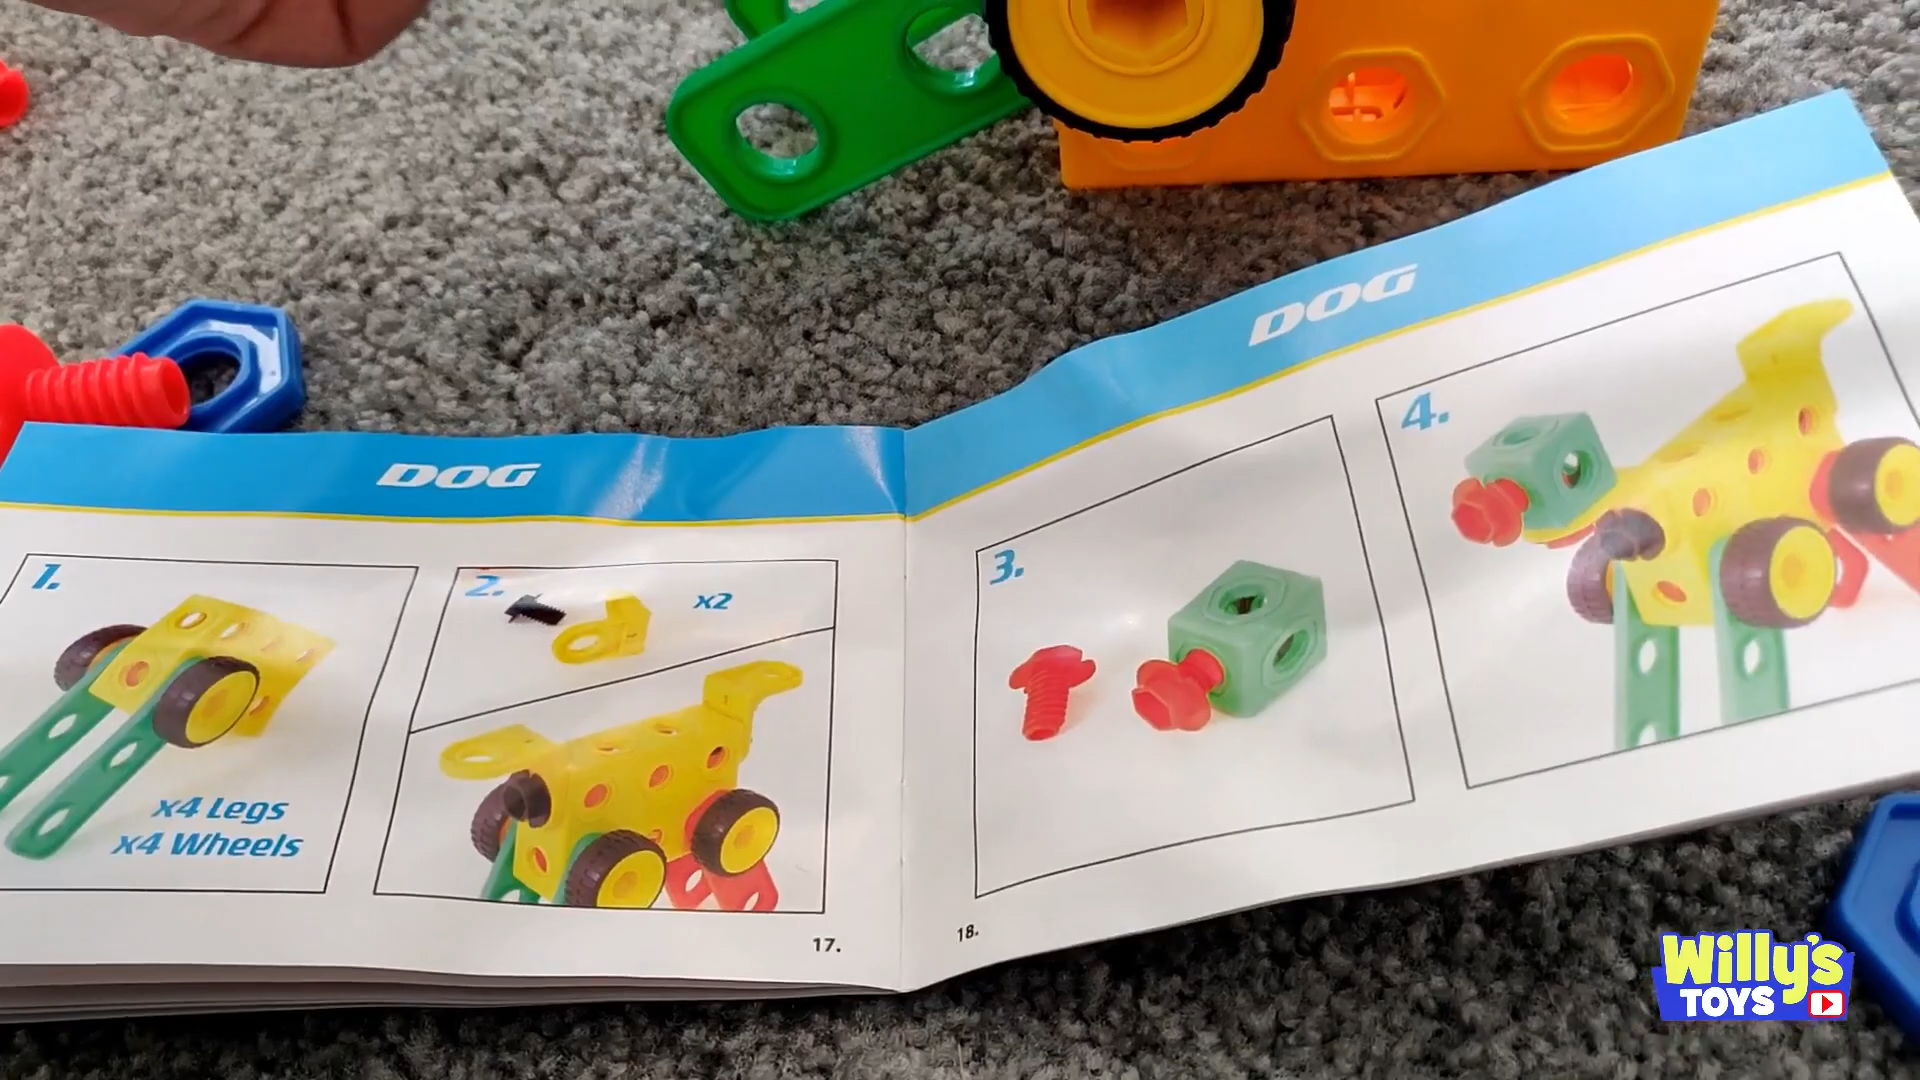 DOG
1.
x4 Legs
x4 Wheels
2.
x2
17.
DOG
3.
4.
18.
Willy's
TOYS